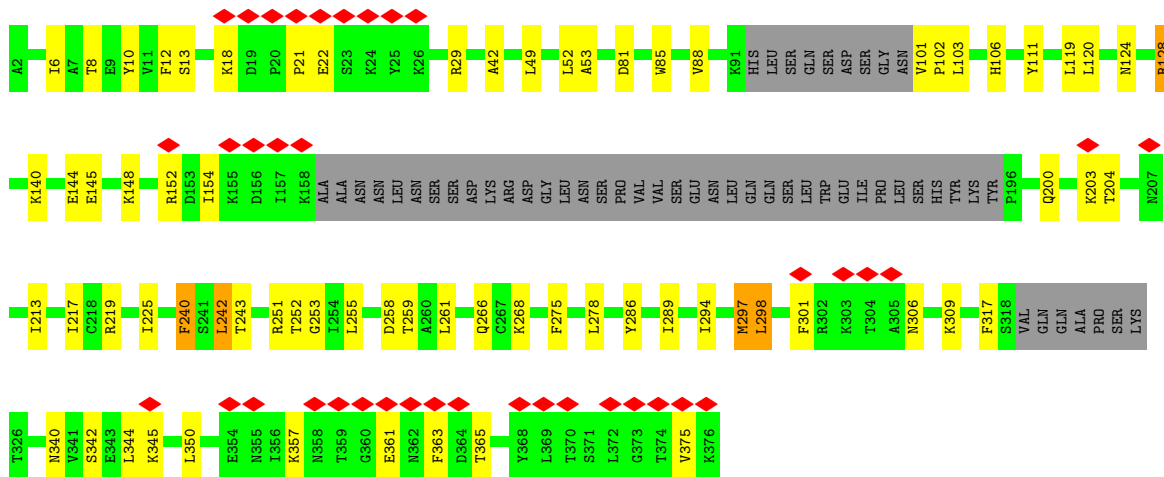 A2 I6 A7 T8 E9 Y10 V11 F12 S13 K18 D19 P20 P21 E22 S23 K24 Y25 K26 R29 A42 L49 L52 A53 D81 W85 V88 K91 HIS LEU SER GLN SER ASP SER GLY ASN V101 P102 L103 H106 Y111 L119 L120 N124 R128
K140 E144 E145 K148 R152 D153 I154 K155 D156 I157 K158 ALA ALA ASN ASN LEU ASN SER SER ASP LYS ARG ASP GLY LEU ASN SER PRO VAL VAL SER GLU ASN LEU GLN GLN SER LEU TRP GLU ILE PRO LEU SER HIS TYR LYS TYR P196 Q200 K203 T204 N207
I213 I217 C218 R219 I225 F240 S241 L242 T243 R251 T252 G253 I254 L255 D258 T259 A260 L261 Q266 C267 K268 F275 L278 Y286 I289 I294 M297 L298 F301 R302 K303 T304 A305 N306 K309 F317 S318 VAL GLN GLN ALA PRO SER LYS
T326 N340 V341 S342 E343 L344 K345 L350 E354 N355 I356 K357 N358 T359 G360 E361 N362 F363 D364 T365 Y368 L369 T370 S371 L372 G373 T374 V375 K376